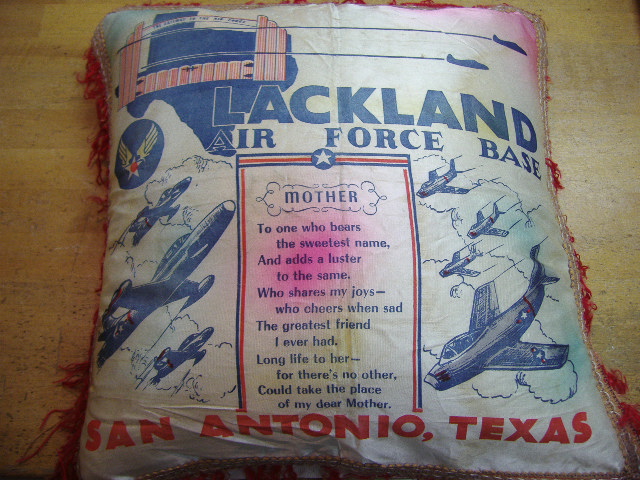 LACKLAND
AIR FORCE BASE
MOTHER
To one who bears
the sweetest name,
And adds a luster
to the same.
Who shares my joys—
who cheers when sad
The greatest friend
I ever had.
Long life to her—
for there's no other,
Could take the place
of my dear Mother.
SAN ANTONIO, TEXAS